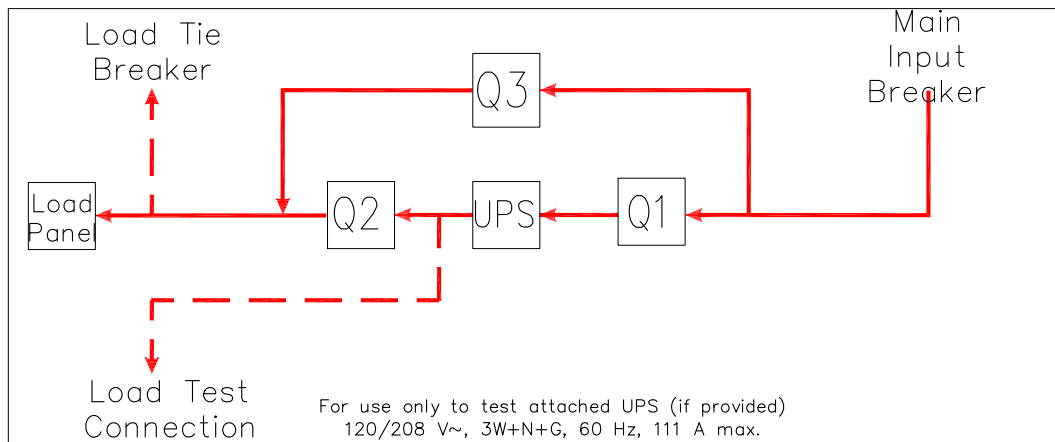 Load Tie
Breaker
Main
Input
Breaker
Q3
Load
Panel
Q2
UPS
Q1
Load Test
Connection
For use only to test attached UPS (if provided)
120/208 V~, 3W+N+G, 60 Hz, 111 A max.